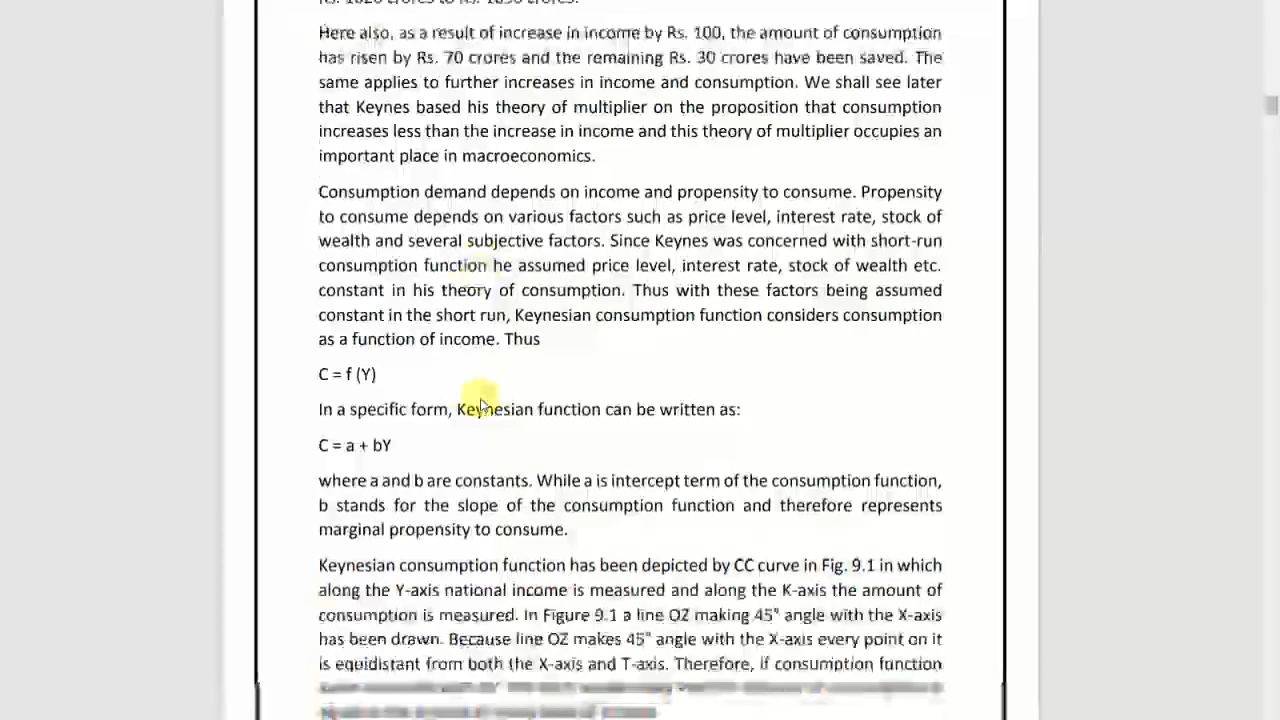 Rs. 1020 crores to Rs. 1090 crores.
Here also, as a result of increase in income by Rs. 100, the amount of consumption
has risen by Rs. 70 crores and the remaining Rs. 30 crores have been saved. The
same applies to further increases in income and consumption. We shall see later
that Keynes based his theory of multiplier on the proposition that consumption
increases less than the increase in income and this theory of multiplier occupies an
important place in macroeconomics.
Consumption demand depends on income and propensity to consume. Propensity
to consume depends on various factors such as price level, interest rate, stock of
wealth and several subjective factors. Since Keynes was concerned with short-run
consumption function he assumed price level, interest rate, stock of wealth etc.
constant in his theory of consumption. Thus with these factors being assumed
constant in the short run, Keynesian consumption function considers consumption
as a function of income. Thus
C = f (Y)
In a specific form, Keynesian function can be written as:
C = a + bY
where a and b are constants. While a is intercept term of the consumption function,
b stands for the slope of the consumption function and therefore represents
marginal propensity to consume.
Keynesian consumption function has been depicted by CC curve in Fig. 9.1 in which
along the Y-axis national income is measured and along the K-axis the amount of
consumption is measured. In Figure 9.1 a line OZ making 45° angle with the X-axis
has been drawn. Because line OZ makes 45° angle with the X-axis every point on it
is equidistant from both the X-axis and T-axis. Therefore, if consumption function